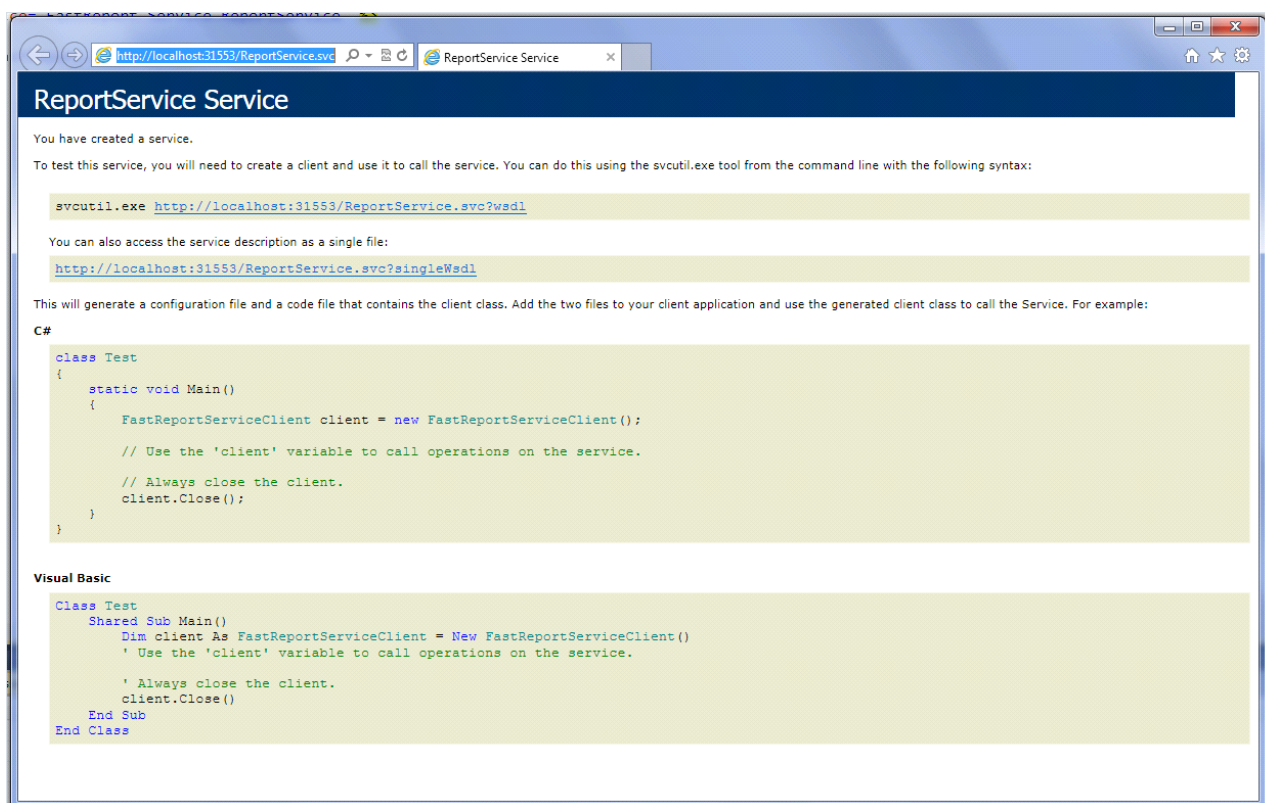 http://localhost:31553/ReportService.svc
ReportService Service
ReportService Service
You have created a service.
To test this service, you will need to create a client and use it to call the service. You can do this using the svcutil.exe tool from the command line with the following syntax:
svcutil.exe http://localhost:31553/ReportService.svc?wsdl
You can also access the service description as a single file:
http://localhost:31553/ReportService.svc?singleWsdl
This will generate a configuration file and a code file that contains the client class. Add the two files to your client application and use the generated client class to call the Service. For example:
C#
class Test
{
    static void Main()
    {
        FastReportServiceClient client = new FastReportServiceClient();
        // Use the 'client' variable to call operations on the service.
        // Always close the client.
        client.Close();
    }
}
Visual Basic
Class Test
    Shared Sub Main()
        Dim client As FastReportServiceClient = New FastReportServiceClient()
        ' Use the 'client' variable to call operations on the service.
        ' Always close the client.
        client.Close()
    End Sub
End Class